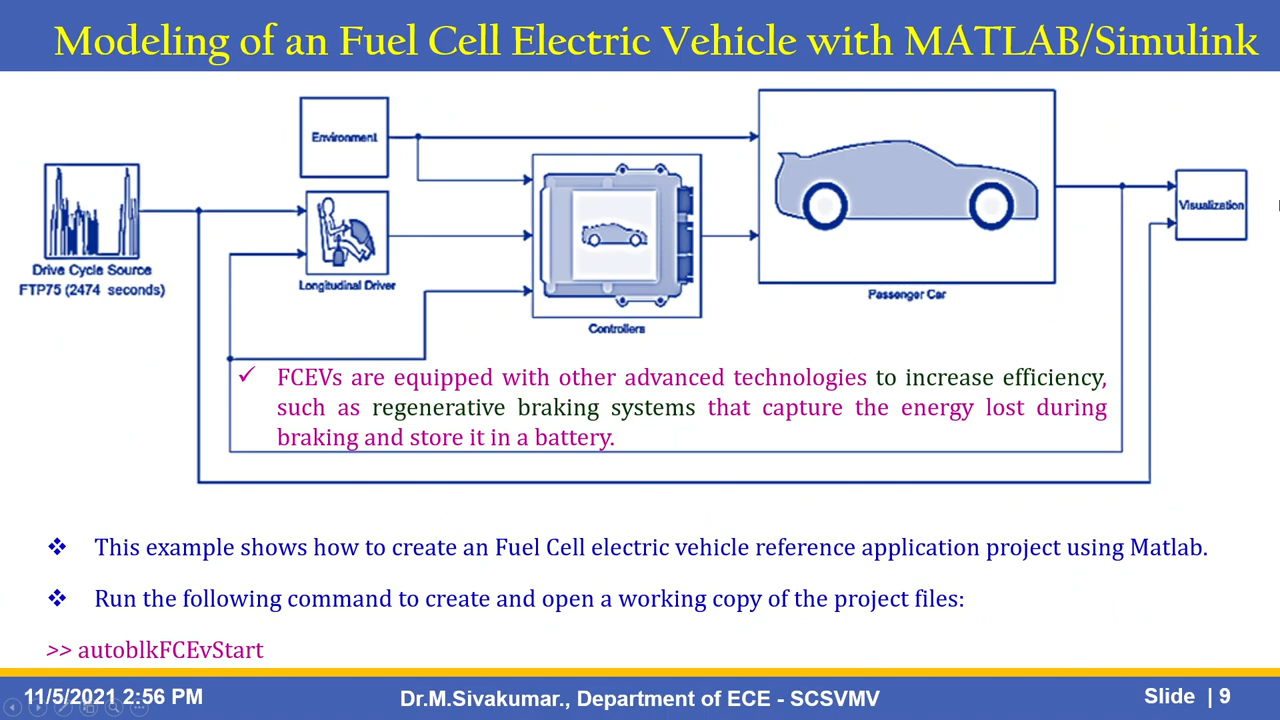 Modeling of an Fuel Cell Electric Vehicle with MATLAB/Simulink
Environment
Drive Cycle Source
FTP75 (2474 seconds)
Longitudinal Driver
Controllers
Passenger Car
Visualization
✓ FCEVs are equipped with other advanced technologies to increase efficiency,
such as regenerative braking systems that capture the energy lost during
braking and store it in a battery.
❖ This example shows how to create an Fuel Cell electric vehicle reference application project using Matlab.
❖ Run the following command to create and open a working copy of the project files:
>> autoblkFCEvStart
11/5/2021 2:56 PM
Dr.M.Sivakumar., Department of ECE - SCSVMV
Slide | 9